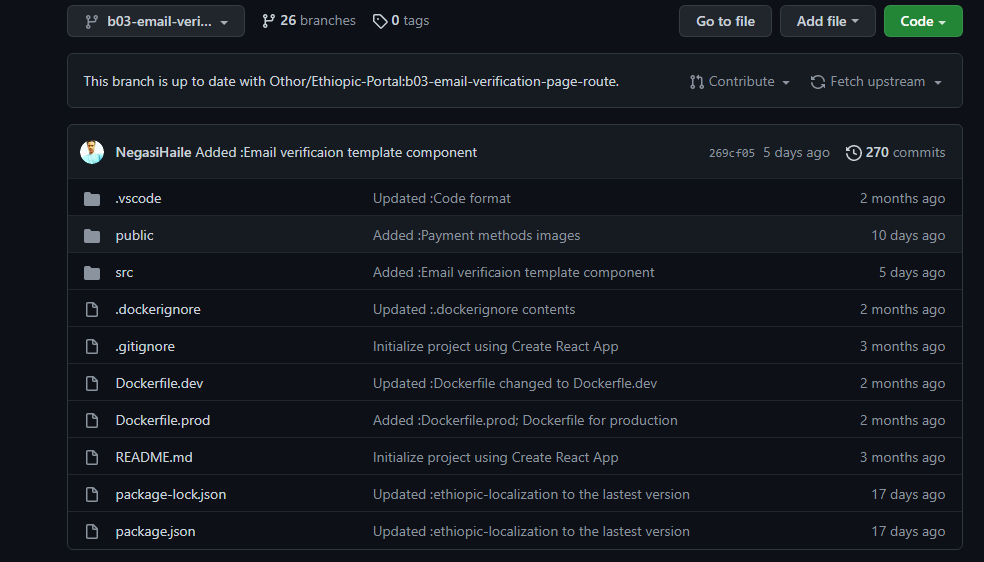 b03-email-veri... 26 branches 0 tags Go to file Add file Code
This branch is up to date with Othor/Ethiopic-Portal:b03-email-verification-page-route. Contribute Fetch upstream
NegasiHaile Added :Email verificaion template component 269cf05 5 days ago 270 commits
.vscode Updated :Code format 2 months ago
public Added :Payment methods images 10 days ago
src Added :Email verificaion template component 5 days ago
.dockerignore Updated :.dockerignore contents 2 months ago
.gitignore Initialize project using Create React App 3 months ago
Dockerfile.dev Updated :Dockerfile changed to Dockerfle.dev 2 months ago
Dockerfile.prod Added :Dockerfile.prod; Dockerfile for production 2 months ago
README.md Initialize project using Create React App 3 months ago
package-lock.json Updated :ethiopic-localization to the lastest version 17 days ago
package.json Updated :ethiopic-localization to the lastest version 17 days ago